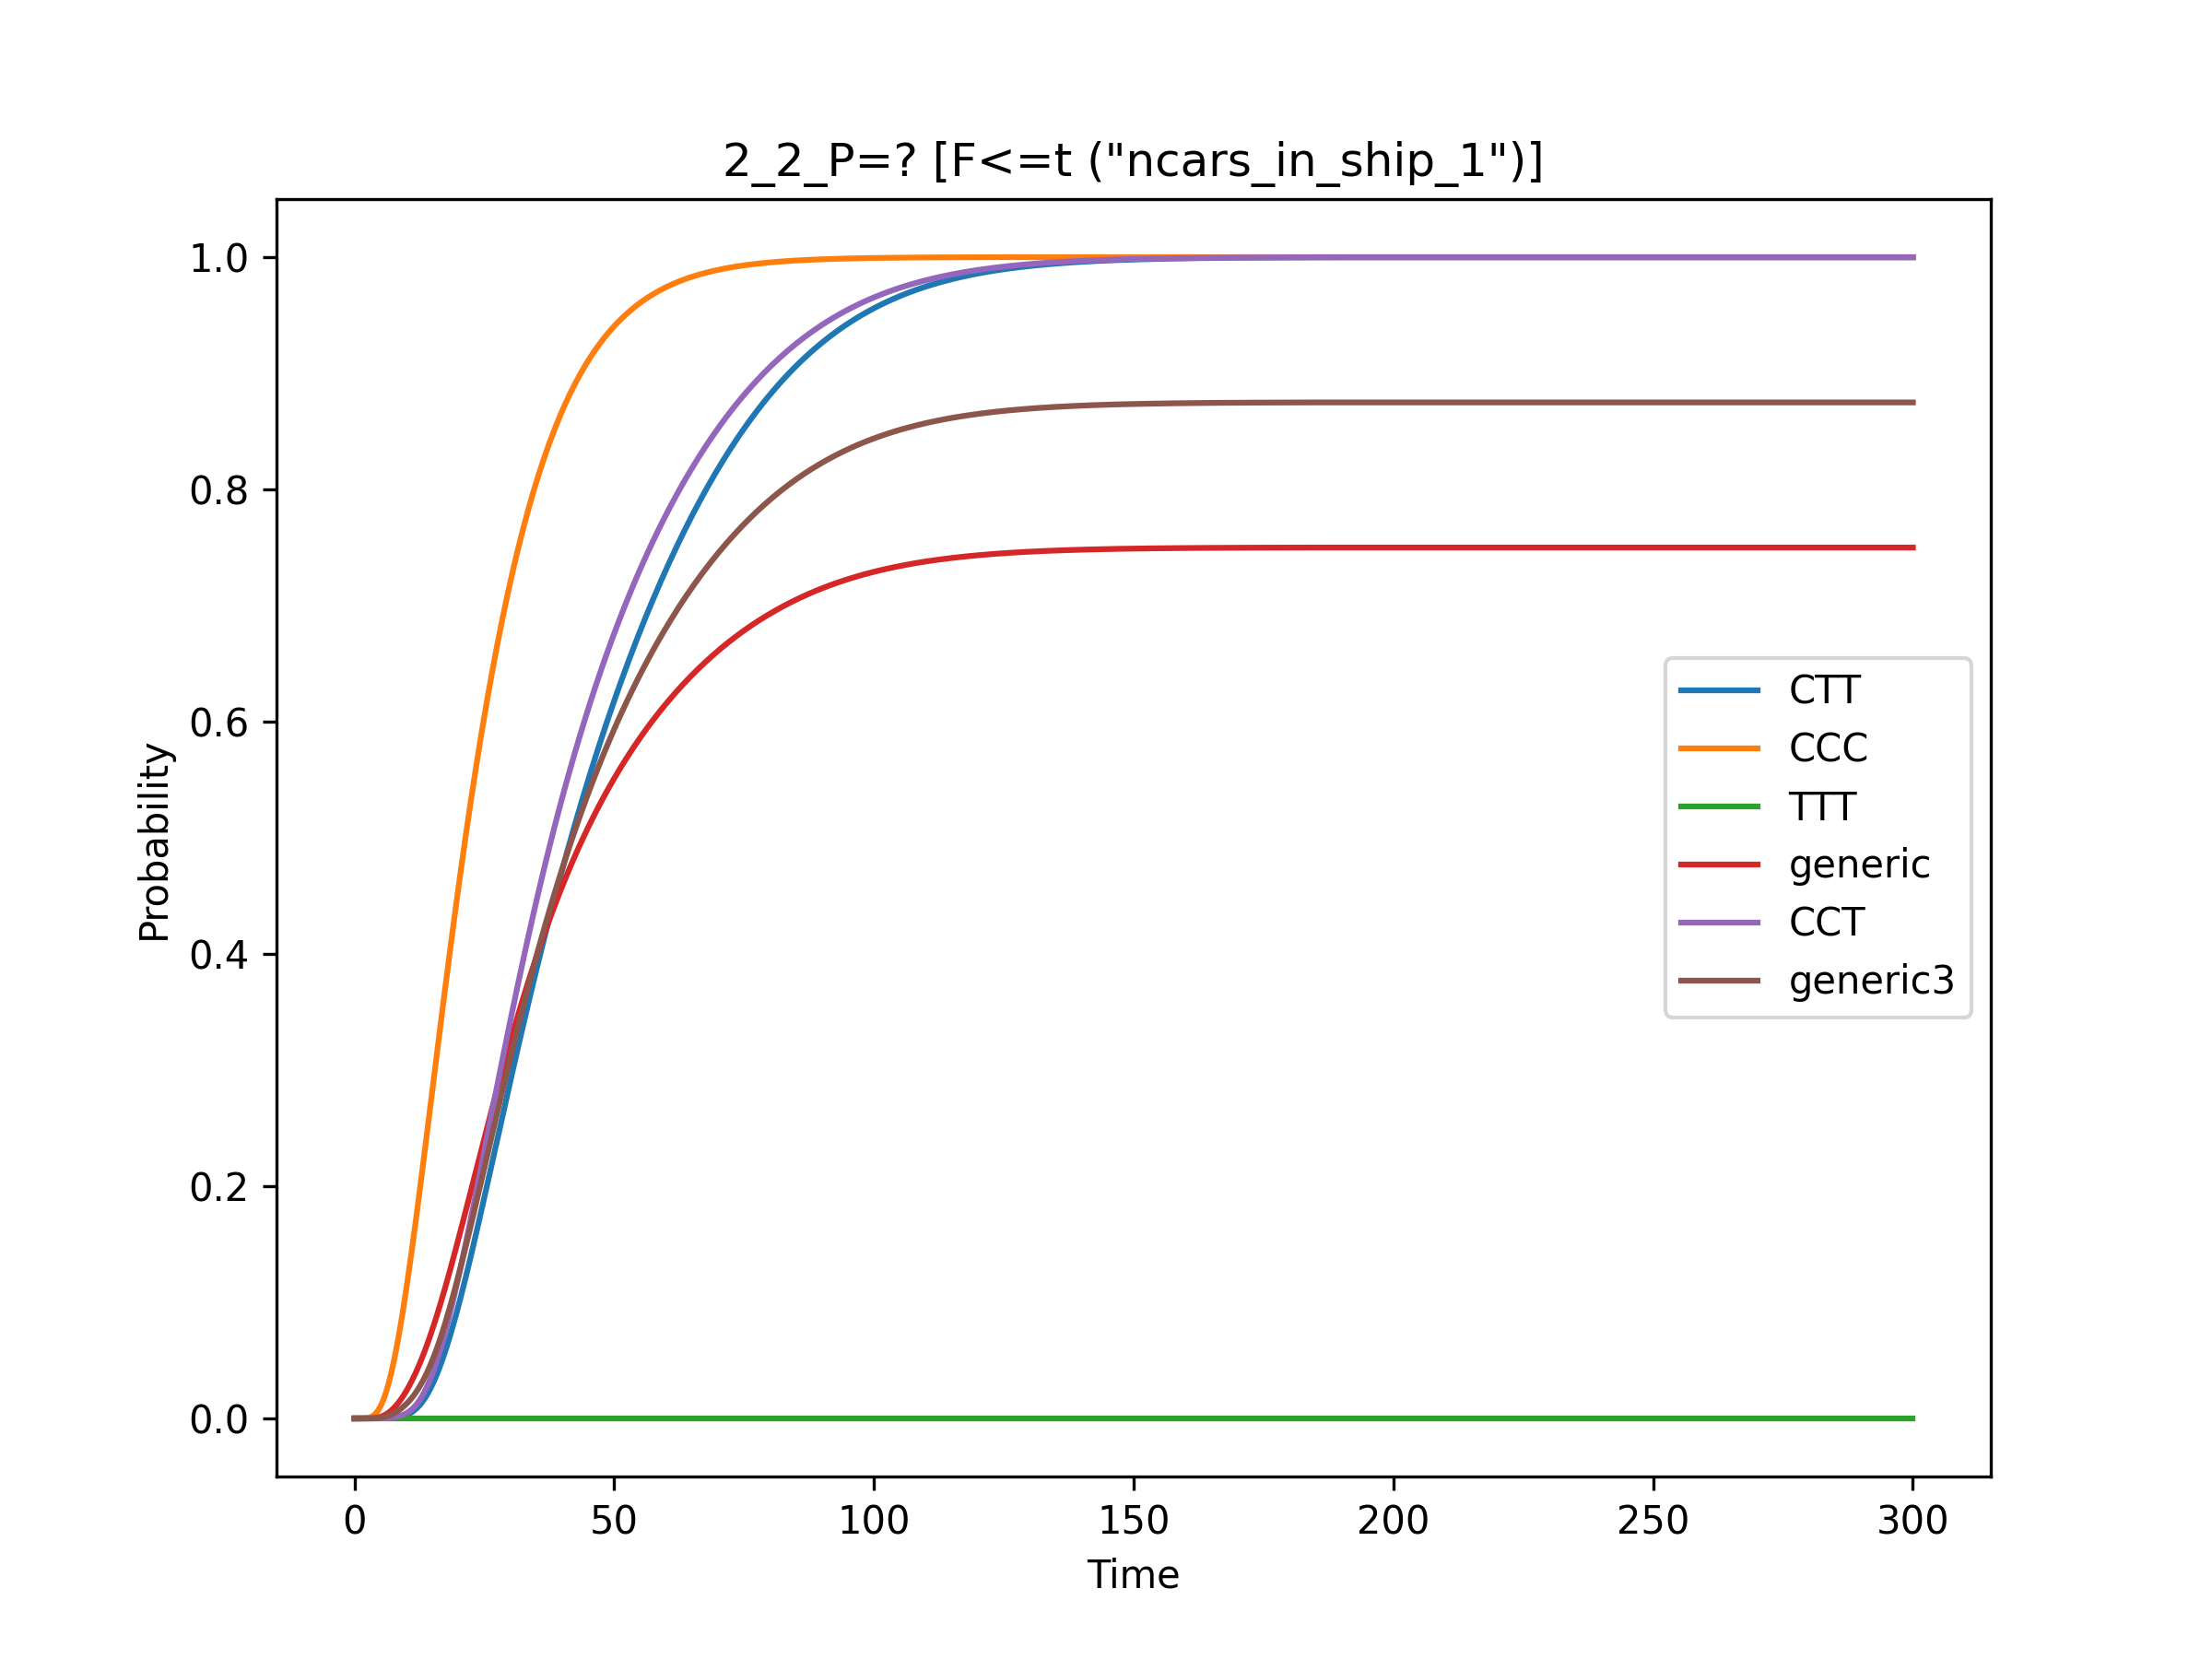 2_2_P=? [F<=t ("ncars_in_ship_1")]
1.0
0.8
0.6
0.4
0.2
0.0
Probability
CTT
CCC
TTT
generic
CCT
generic3
0 50 100 150 200 250 300
Time